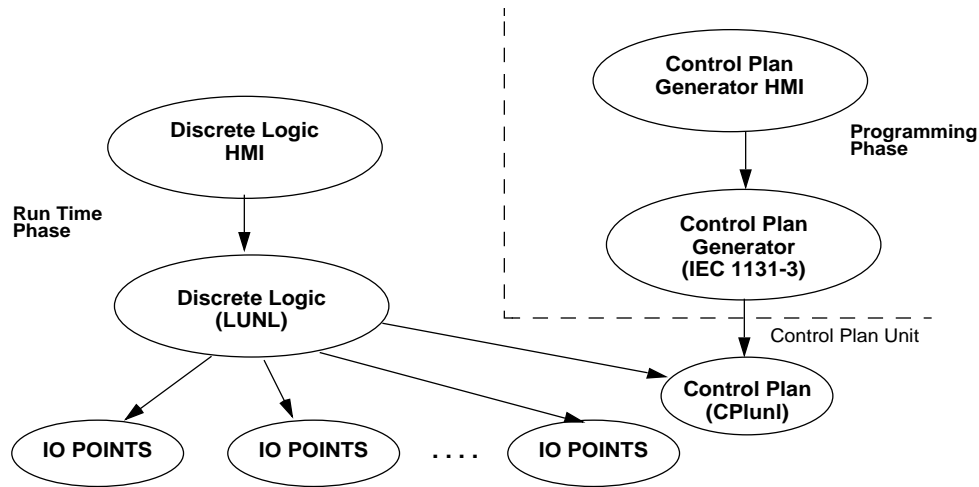 Control Plan
Generator HMI
Programming
Phase
Discrete Logic
HMI
Run Time
Phase
Control Plan
Generator
(IEC 1131-3)
Discrete Logic
(LUNL)
Control Plan Unit
Control Plan
(CPlunl)
IO POINTS
IO POINTS
. . . .
IO POINTS